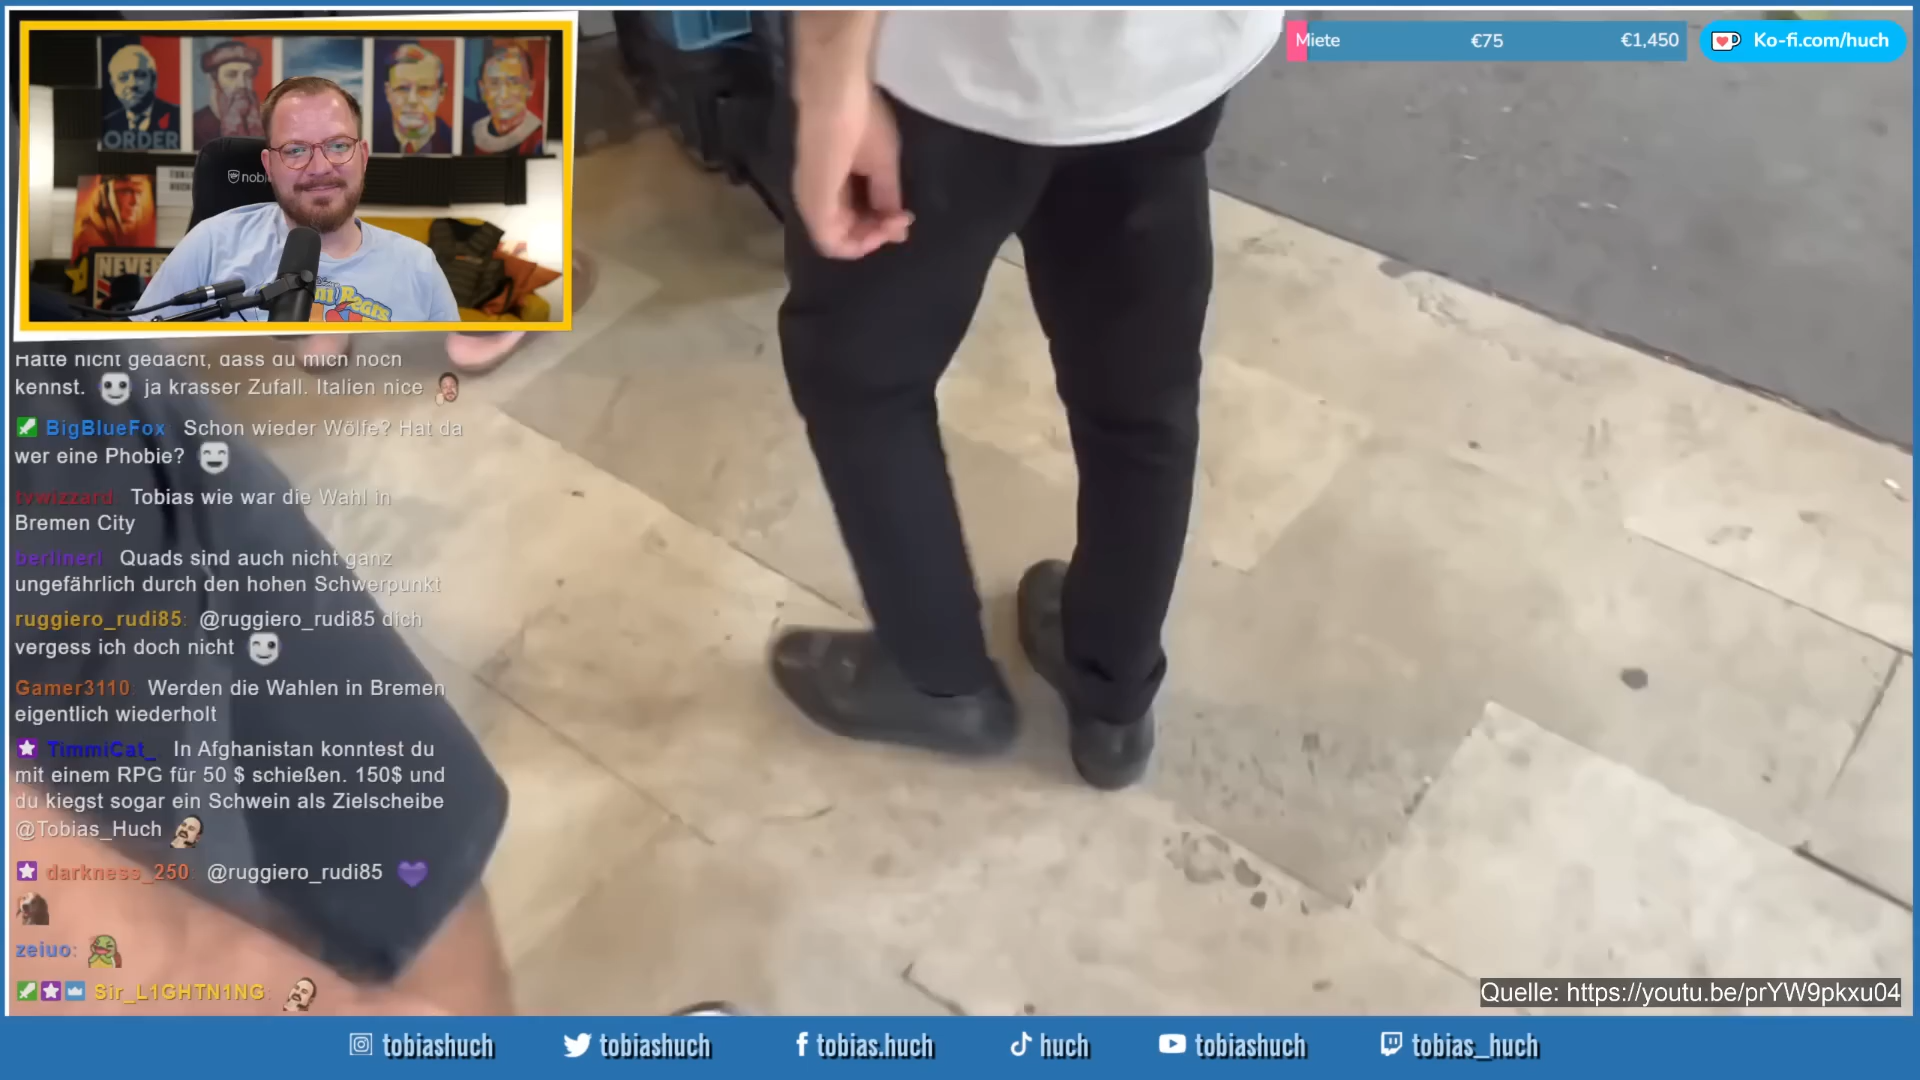 ORDER
nobl
NEVER
Miete €75 €1,450
Ko-fi.com/huch
Hatte nicht gedacht, dass du mich noch
kennst. ja krasser Zufall. Italien nice
BigBlueFox Schon wieder Wölfe? Hat da
wer eine Phobie?
tvwizzard Tobias wie war die Wahl in
Bremen City
berlinerl Quads sind auch nicht ganz
ungefährlich durch den hohen Schwerpunkt
ruggiero_rudi85: @ruggiero_rudi85 dich
vergess ich doch nicht
Gamer3110: Werden die Wahlen in Bremen
eigentlich wiederholt
TimmiCat_: In Afghanistan konntest du
mit einem RPG für 50 $ schießen. 150$ und
du kiegst sogar ein Schwein als Zielscheibe
@Tobias_Huch
darkness_250: @ruggiero_rudi85
zeiuo:
Sir_L1GHTN1NG:
Quelle: https://youtu.be/prYW9pkxu04
tobiashuch tobiashuch tobias.huch huch tobiashuch tobias_huch